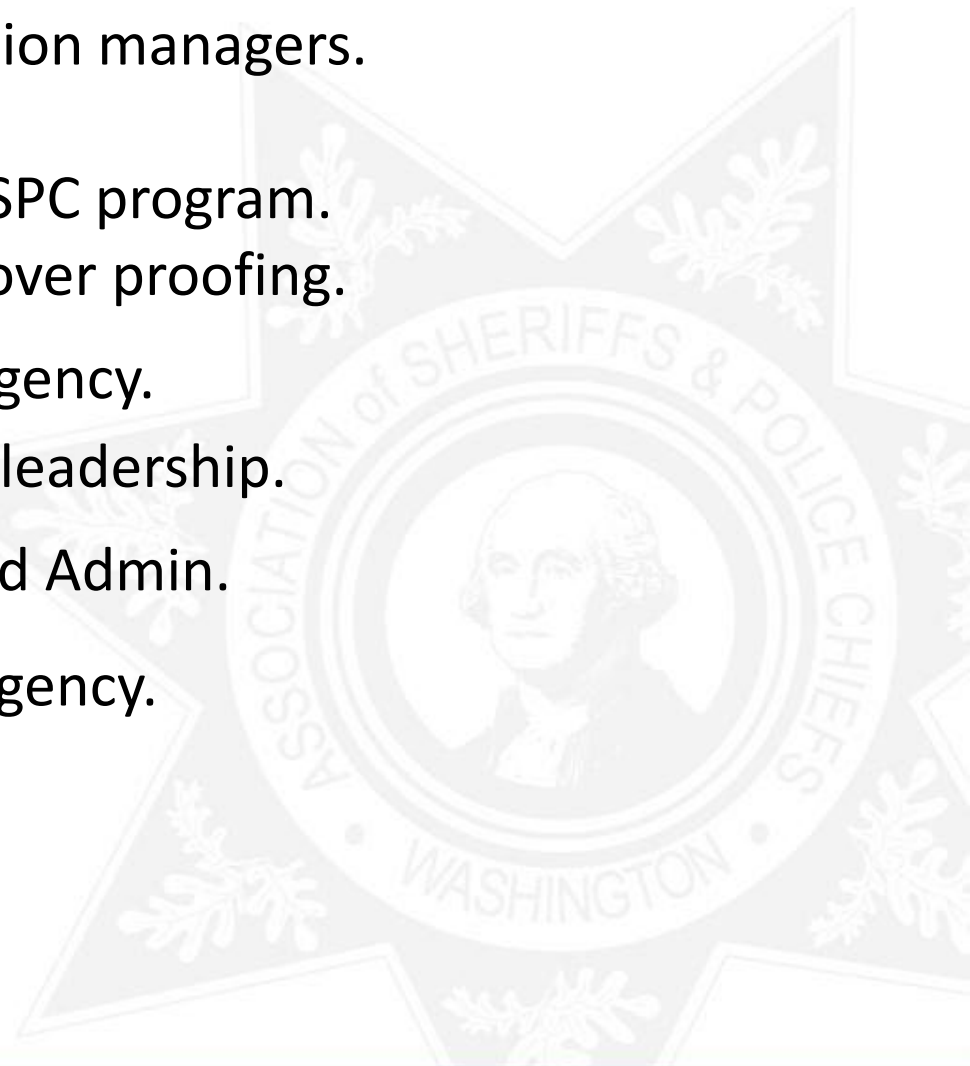 ion managers.
SPC program.
over proofing.
gency.
leadership.
d Admin.
gency.
ASSOCIATION of SHERIFFS & POLICE CHIEFS
• WASHINGTON •